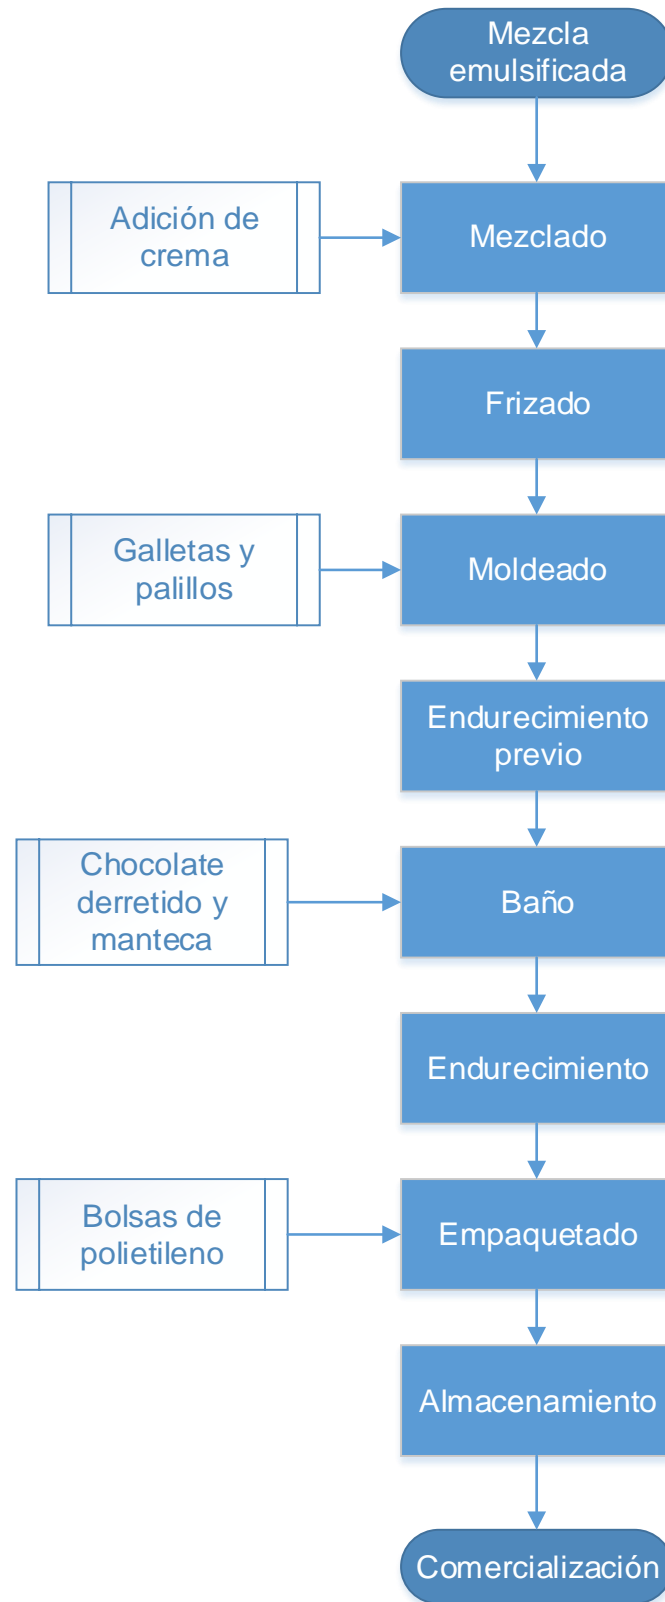 Mezcla
emulsificada
Adición de
crema
Mezclado
Frizado
Galletas y
palillos
Moldeado
Endurecimiento
previo
Chocolate
derretido y
manteca
Baño
Endurecimiento
Bolsas de
polietileno
Empaquetado
Almacenamiento
Comercialización